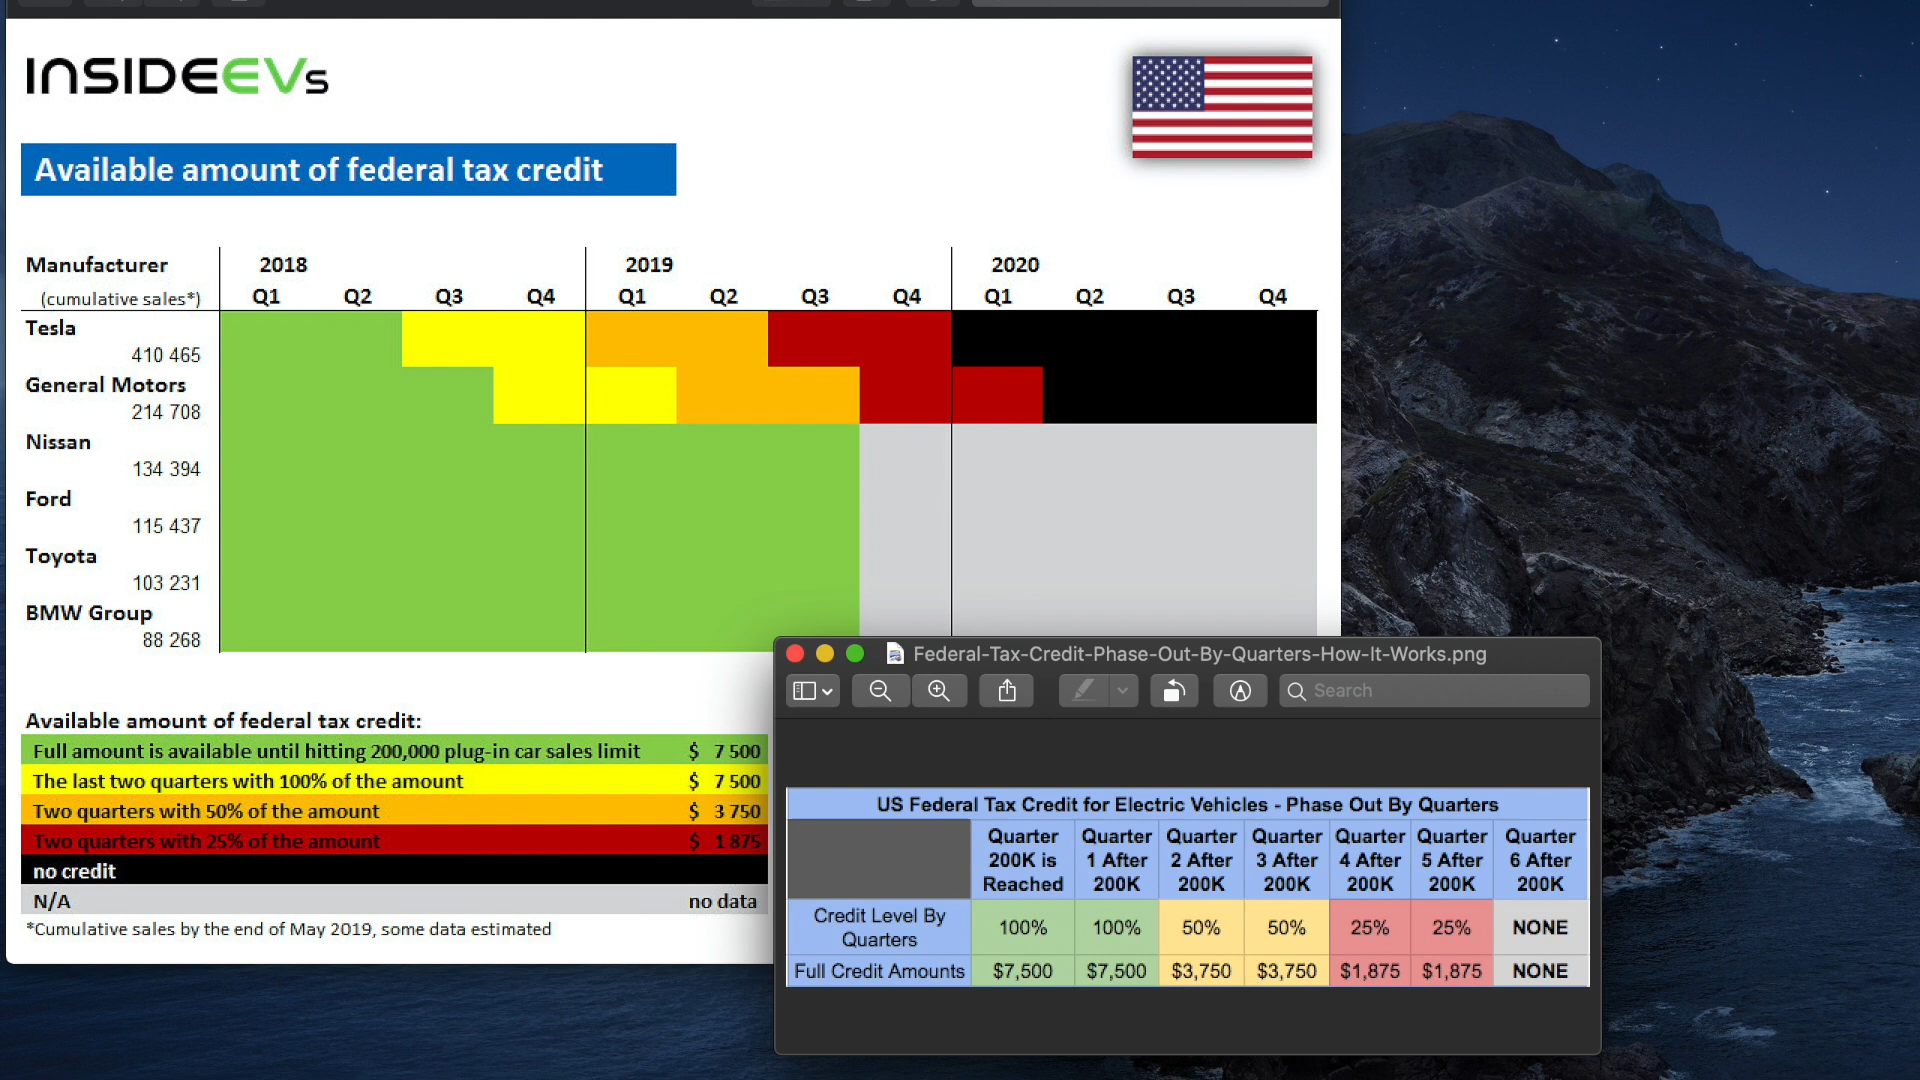 INSIDEEVs
Available amount of federal tax credit
Manufacturer 2018 2019 2020
(cumulative sales*) Q1 Q2 Q3 Q4 Q1 Q2 Q3 Q4 Q1 Q2 Q3 Q4
Tesla
410 465
General Motors
214 708
Nissan
134 394
Ford
115 437
Toyota
103 231
BMW Group
88 268
Available amount of federal tax credit:
Full amount is available until hitting 200,000 plug-in car sales limit $ 7 500
The last two quarters with 100% of the amount $ 7 500
Two quarters with 50% of the amount $ 3 750
Two quarters with 25% of the amount $ 1 875
no credit
N/A no data
*Cumulative sales by the end of May 2019, some data estimated
Federal-Tax-Credit-Phase-Out-By-Quarters-How-It-Works.png
Search
US Federal Tax Credit for Electric Vehicles - Phase Out By Quarters
Quarter Quarter Quarter Quarter Quarter Quarter Quarter
200K is 1 After 2 After 3 After 4 After 5 After 6 After
Reached 200K 200K 200K 200K 200K 200K
Credit Level By
Quarters 100% 100% 50% 50% 25% 25% NONE
Full Credit Amounts $7,500 $7,500 $3,750 $3,750 $1,875 $1,875 NONE